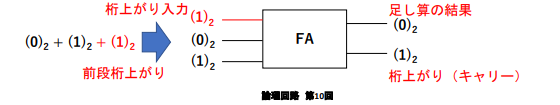 桁上がり入力
(1)₂
足し算の結果
(0)₂
(0)₂ + (1)₂ + (1)₂
(0)₂
FA
(1)₂
(1)₂
前段桁上がり
桁上がり（キャリー）
論理回路 第10回